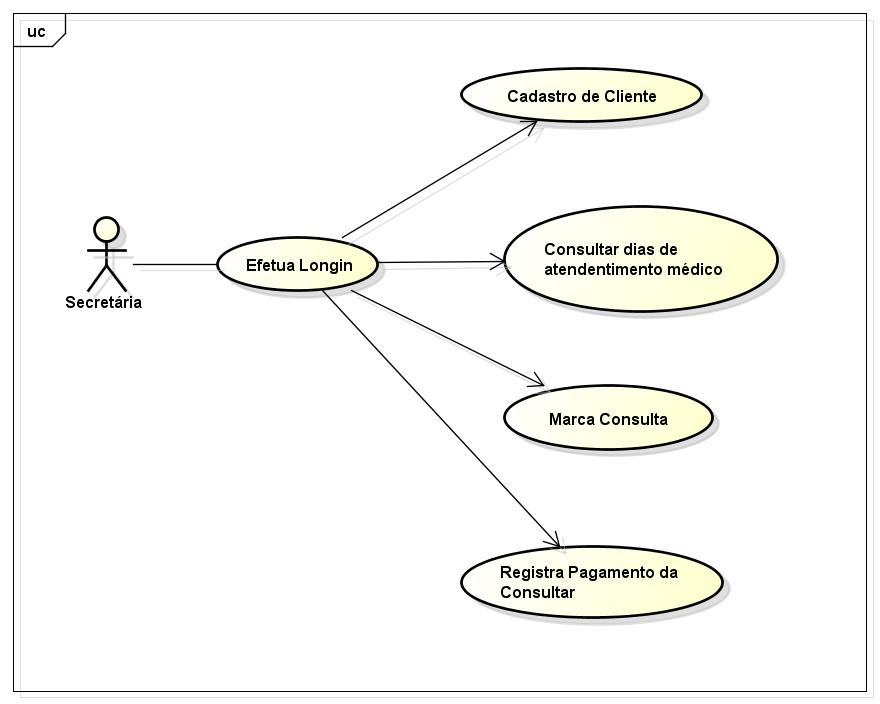 uc
Cadastro de Cliente
Consultar dias de
atendentimento médico
Efetua Longin
Secretária
Marca Consulta
Registra Pagamento da
Consultar